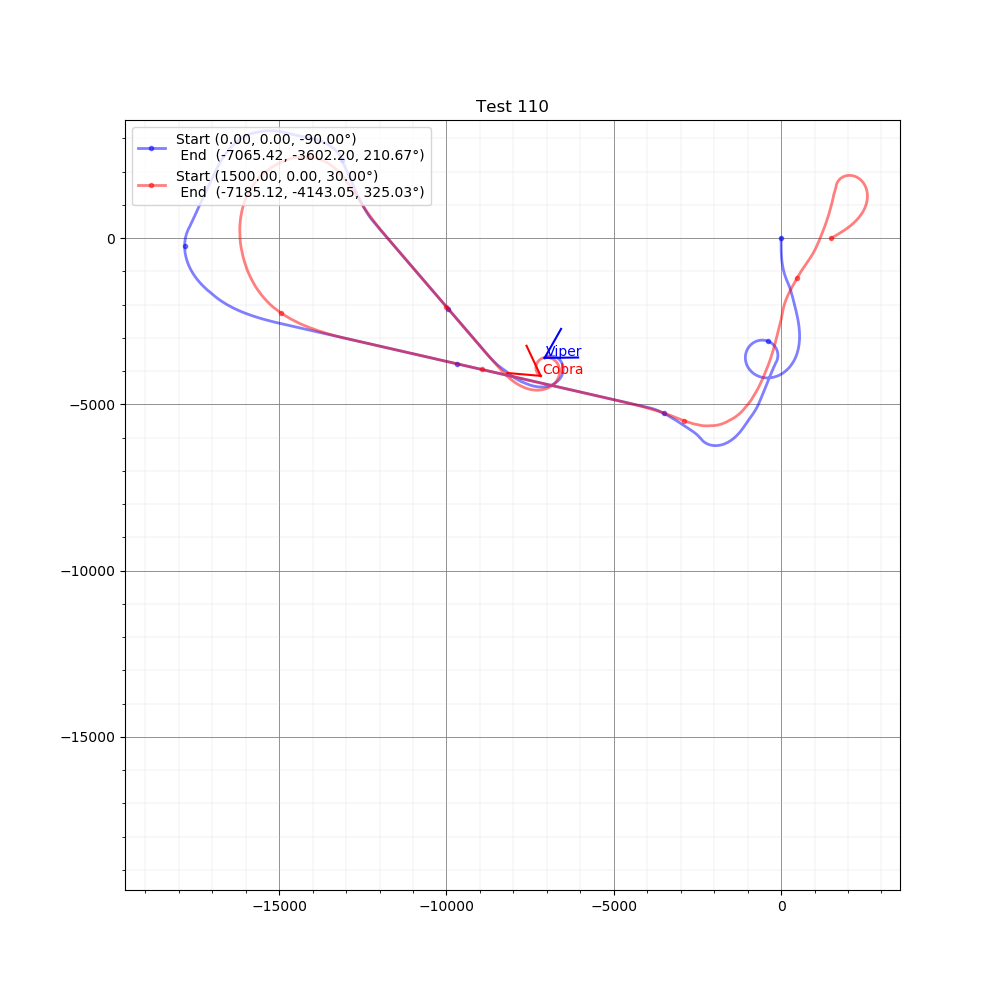 Test 110
Start (0.00, 0.00, -90.00°)
End (-7065.42, -3602.20, 210.67°)
Start (1500.00, 0.00, 30.00°)
End (-7185.12, -4143.05, 325.03°)
0
−5000
−10000
−15000
Viper
Cobra
−15000
−10000
−5000
0